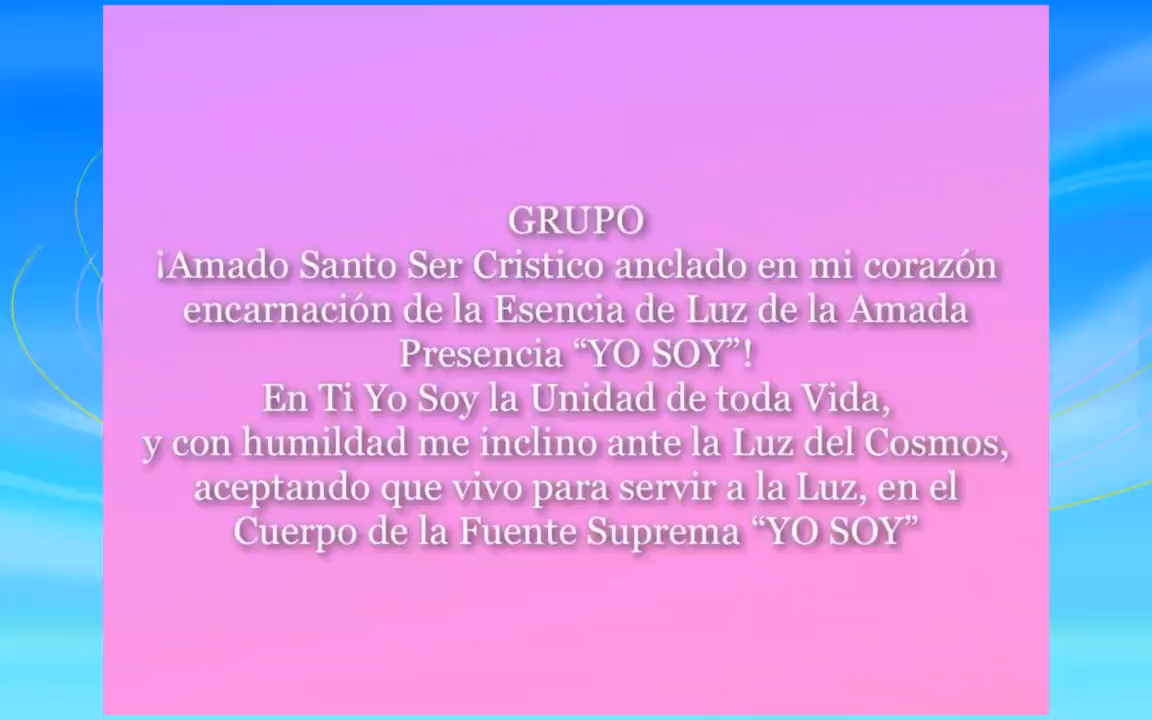 GRUPO
¡Amado Santo Ser Cristico anclado en mi corazón
encarnación de la Esencia de Luz de la Amada
Presencia “YO SOY”!
En Ti Yo Soy la Unidad de toda Vida,
y con humildad me inclino ante la Luz del Cosmos,
aceptando que vivo para servir a la Luz, en el
Cuerpo de la Fuente Suprema “YO SOY”